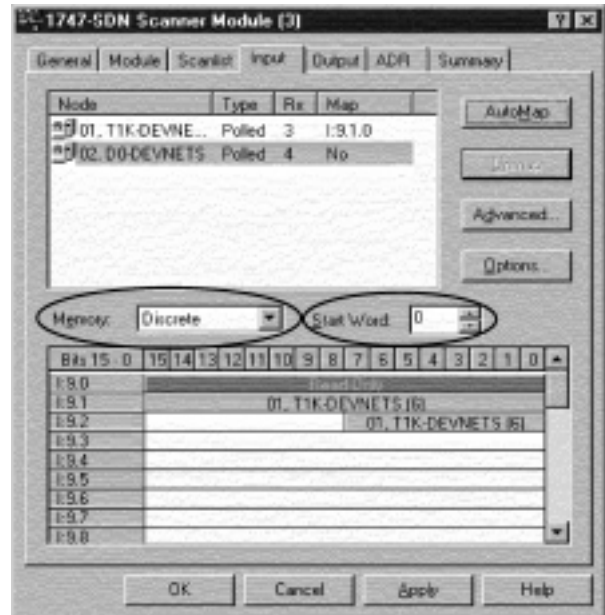 1747-SDN Scanner Module (3)
General Module Scanlist Input Output ADR Summary
Node Type Rx Map
01, T1K-DEVNE... Polled 3 I:9.1.0
02, D0-DEVNETS Polled 4 No
AutoMap
Unmap
Advanced...
Options...
Memory: Discrete
Start Word: 0
Bits 15 - 0 15 14 13 12 11 10 9 8 7 6 5 4 3 2 1 0
I:9.0 Read Only
I:9.1 01, T1K-DEVNETS (6)
I:9.2 01, T1K-DEVNETS (6)
I:9.3
I:9.4
I:9.5
I:9.6
I:9.7
I:9.8
OK Cancel Apply Help